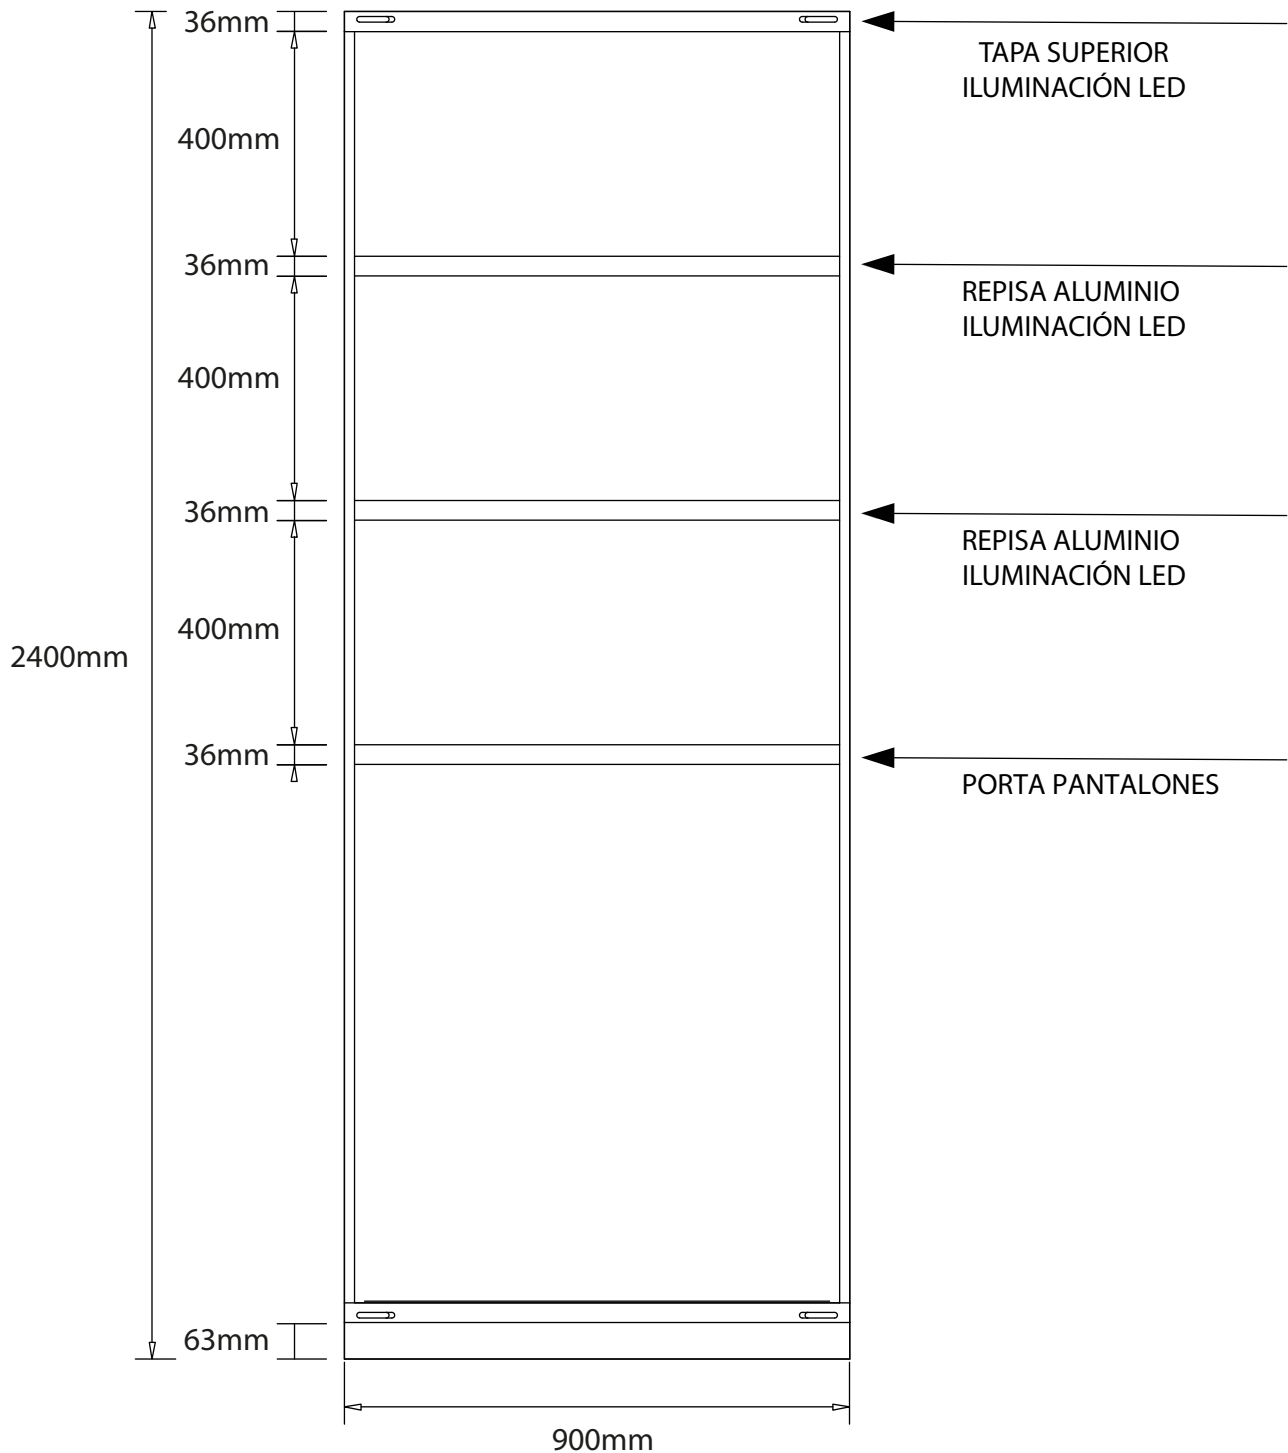 36mm
TAPA SUPERIOR
ILUMINACIÓN LED
400mm
36mm
REPISA ALUMINIO
ILUMINACIÓN LED
400mm
36mm
REPISA ALUMINIO
ILUMINACIÓN LED
400mm
2400mm
36mm
PORTA PANTALONES
63mm
900mm